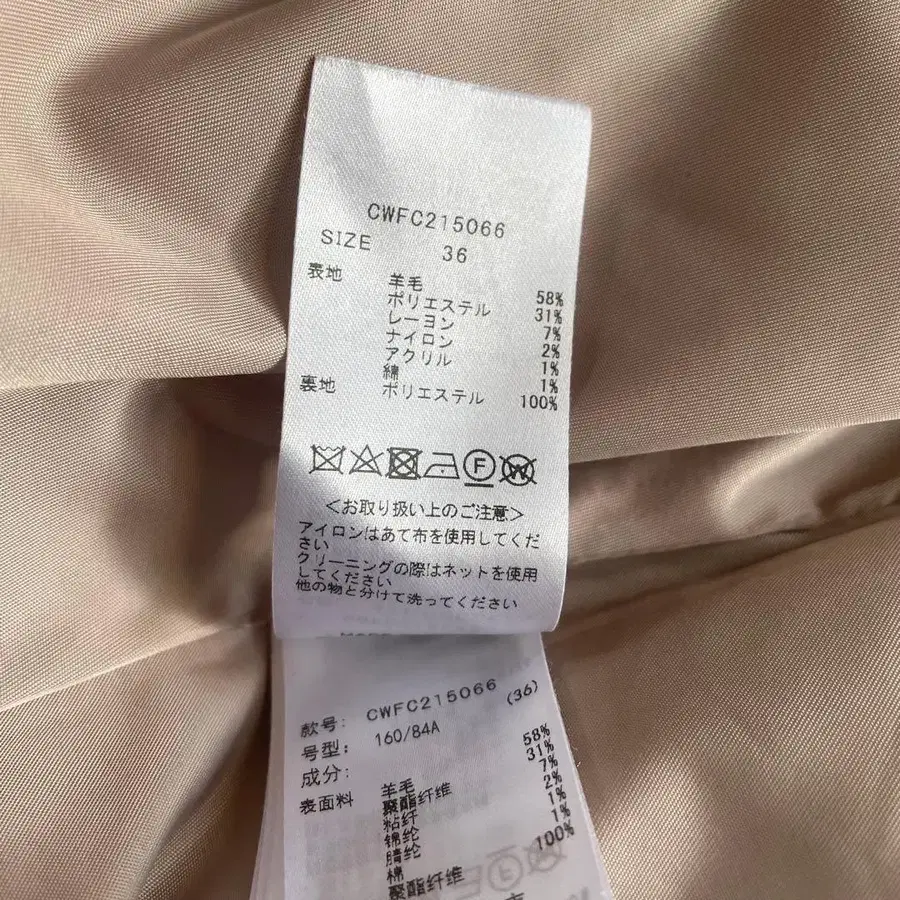 CWFC215066
SIZE 36
表地 羊毛 58%
ポリエステル 31%
レーヨン 7%
ナイロン 2%
アクリル 1%
綿 1%
裏地 ポリエステル 100%
F W
＜お取り扱い上のご注意＞
アイロンはあて布を使用してくだ
さい
クリーニングの際はネットを使用
してください
他の物と分けて洗ってください
款号: CWFC215066 (36)
号型: 160/84A
成分:
表面料 羊毛 58%
聚酯纤维 31%
粘纤 7%
锦纶 2%
腈纶 1%
棉 1%
聚酯纤维 100%